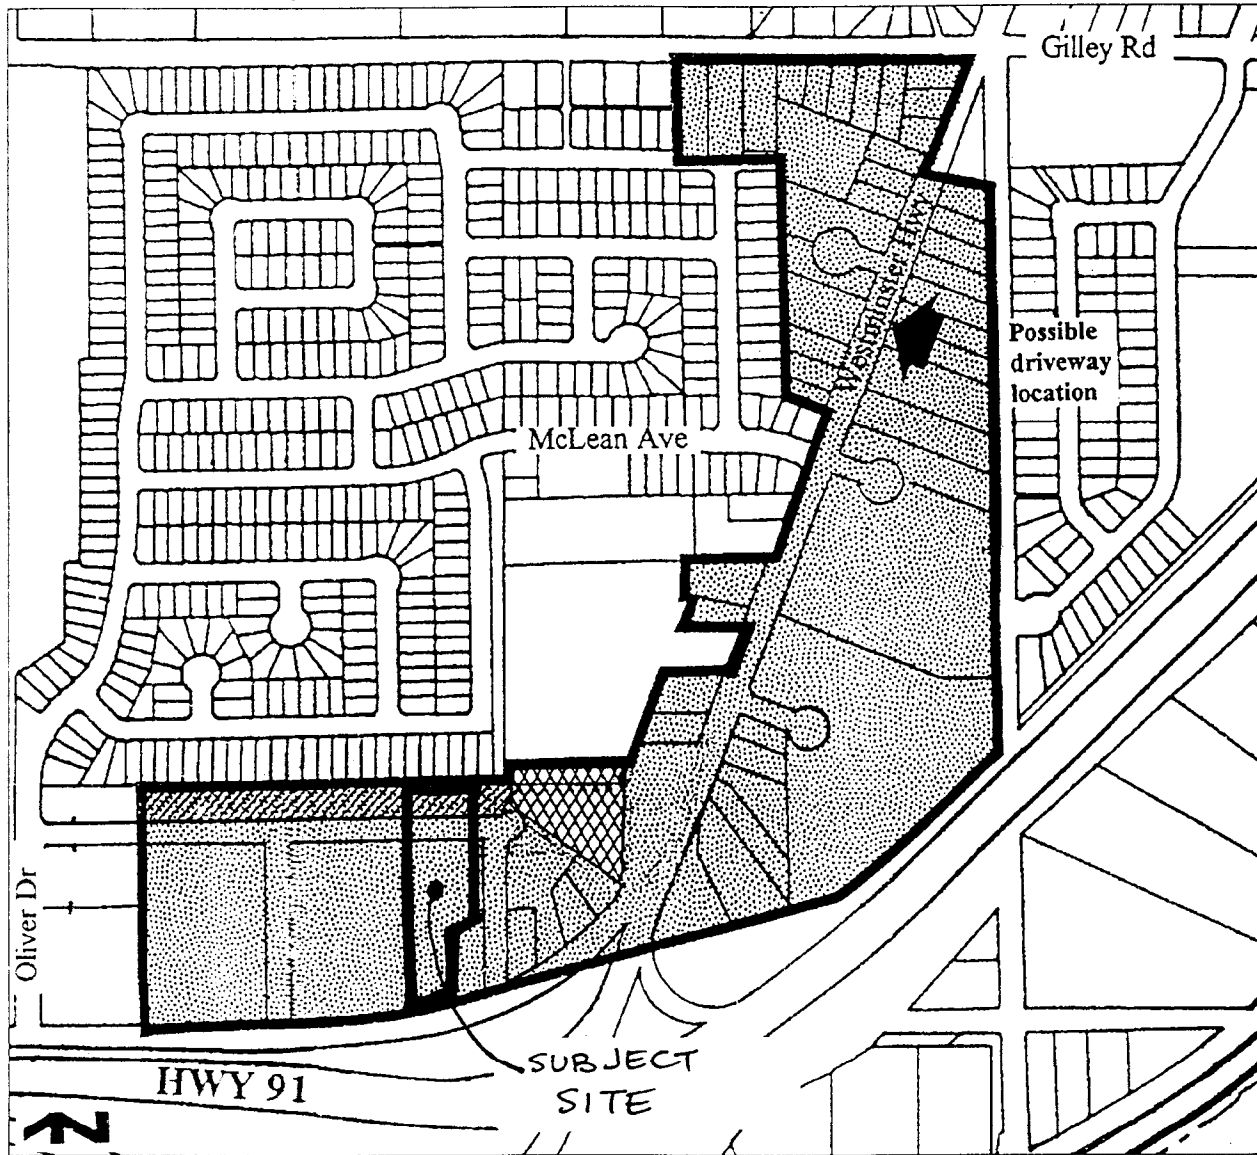 Gilley Rd
Westminster Hwy
Possible
driveway
location
McLean Ave
Oliver Dr
SUBJECT
SITE
HWY 91
N